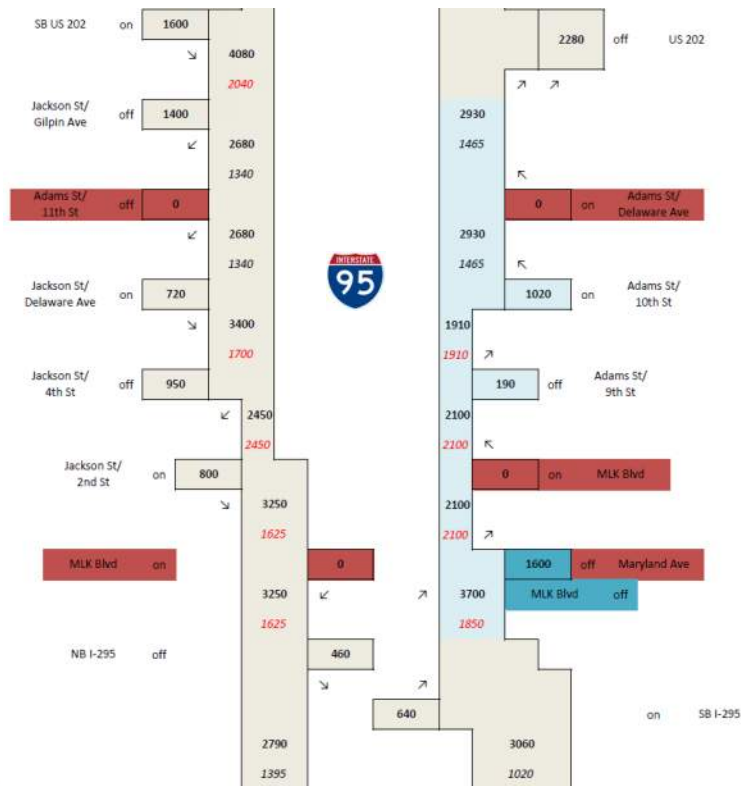 SB US 202 on 1600
2280 off US 202
4080
2040
Jackson St/
Gilpin Ave off 1400
2930
1465
2680
1340
Adams St/
11th St off 0
0 on Adams St/
Delaware Ave
2680
1340
2930
1465
INTERSTATE
95
Jackson St/
Delaware Ave on 720
1020 on Adams St/
10th St
3400
1700
1910
1910
Jackson St/
4th St off 950
190 off Adams St/
9th St
2450
2450
2100
2100
Jackson St/
2nd St on 800
0 on MLK Blvd
3250
1625
2100
2100
MLK Blvd on 0
1600 off Maryland Ave
MLK Blvd off
3250
1625
3700
1850
NB I-295 off 460
640 on SB I-295
2790
1395
3060
1020